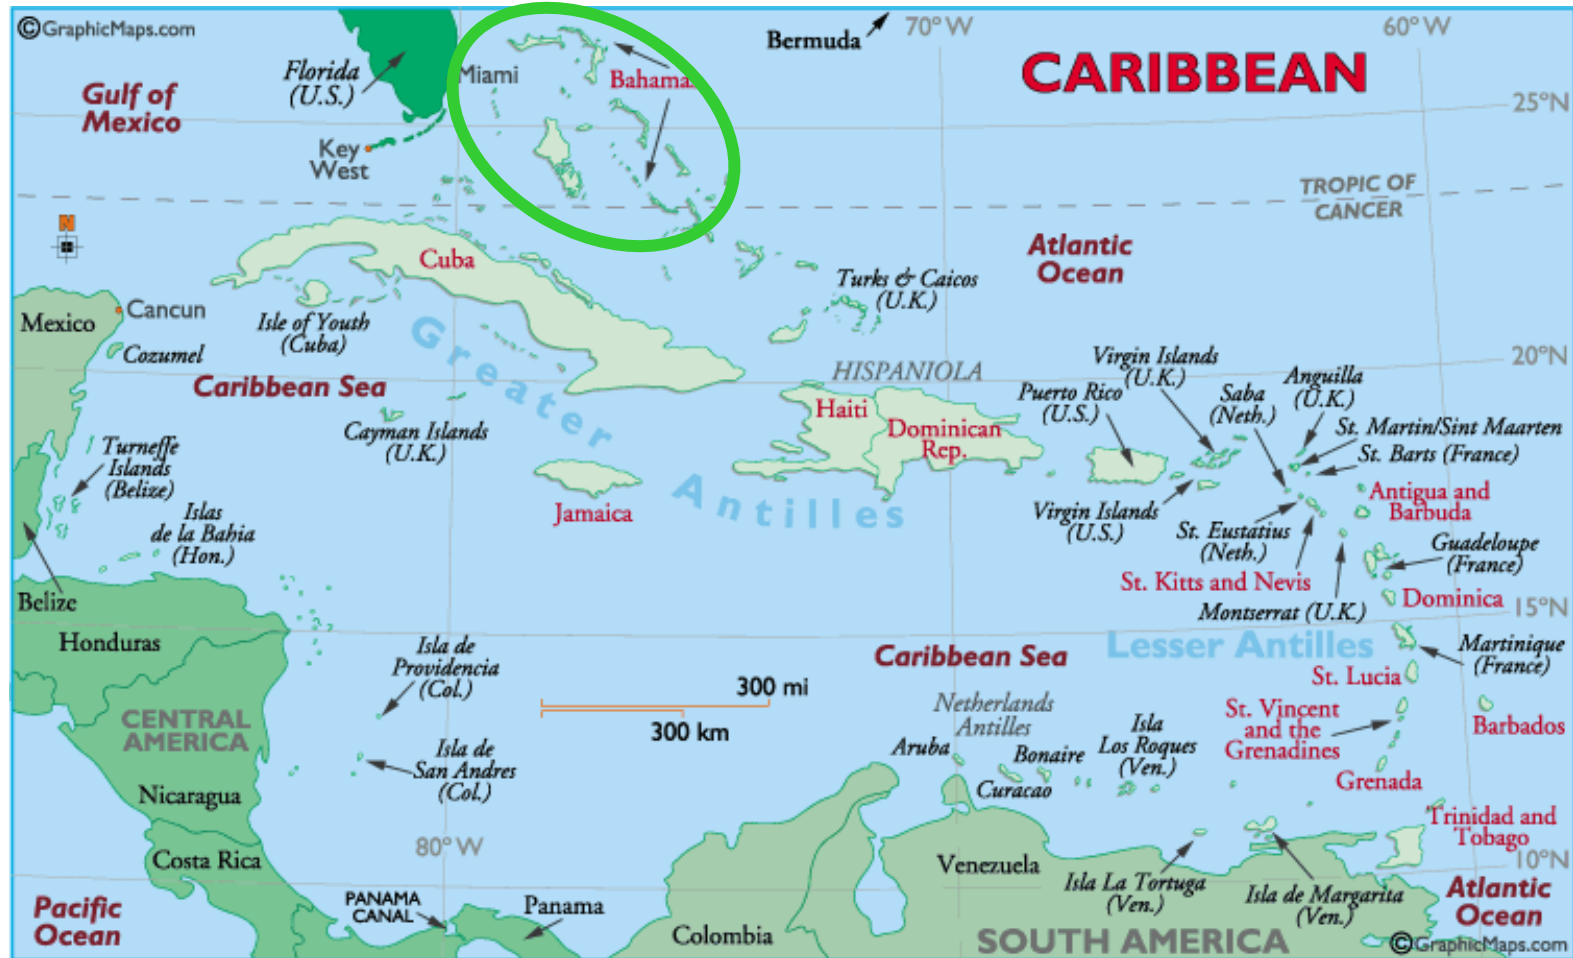 ©GraphicMaps.com
Bermuda
70°W
60°W
CARIBBEAN
Florida
(U.S.)
Miami
Bahamas
Gulf of
Mexico
25°N
Key
West
TROPIC OF
CANCER
N
Cuba
Atlantic
Ocean
Turks & Caicos
(U.K.)
Cancun
Mexico
Isle of Youth
(Cuba)
Cozumel
Greater
Antilles
Caribbean Sea
HISPANIOLA
20°N
Virgin Islands
(U.K.)
Puerto Rico
(U.S.)
Saba
(Neth.)
Anguilla
(U.K.)
Haiti
Dominican
Rep.
Cayman Islands
(U.K.)
St. Martin/Sint Maarten
St. Barts (France)
Turneffe
Islands
(Belize)
Jamaica
Antigua and
Barbuda
Islas
de la Bahia
(Hon.)
Virgin Islands
(U.S.)
St. Eustatius
(Neth.)
Guadeloupe
(France)
St. Kitts and Nevis
Montserrat (U.K.)
Dominica
15°N
Belize
Honduras
Isla de
Providencia
(Col.)
Lesser Antilles
Caribbean Sea
Martinique
(France)
St. Lucia
300 mi
300 km
Netherlands
Antilles
Aruba
Bonaire
Curacao
Isla
Los Roques
(Ven.)
St. Vincent
and the
Grenadines
Barbados
CENTRAL
AMERICA
Isla de
San Andres
(Col.)
Grenada
Nicaragua
Trinidad and
Tobago
80°W
Costa Rica
Venezuela
10°N
Isla La Tortuga
(Ven.)
Isla de Margarita
(Ven.)
Atlantic
Ocean
Pacific
Ocean
PANAMA
CANAL
Panama
Colombia
SOUTH AMERICA
©GraphicMaps.com